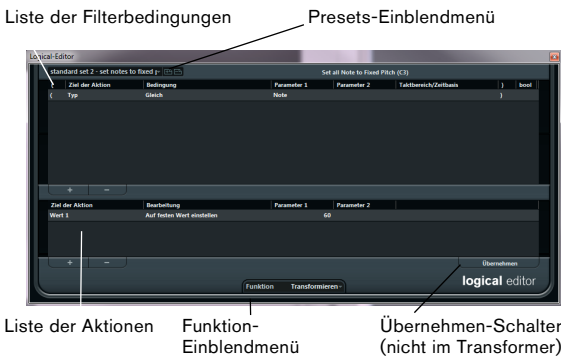 Liste der Filterbedingungen
Presets-Einblendmenü
Logical-Editor
standard set 2 - set notes to fixed
Set all Note to Fixed Pitch (C3)
( Ziel der Aktion Bedingung Parameter 1 Parameter 2 Taktbereich/Zeitbasis ) bool
( Typ Gleich Note )
+ −
Ziel der Aktion Bearbeitung Parameter 1 Parameter 2
Wert 1 Auf festen Wert einstellen 60
+ −
Übernehmen
Funktion Transformieren
logical editor
Liste der Aktionen
Funktion-
Einblendmenü
Übernehmen-Schalter
(nicht im Transformer)